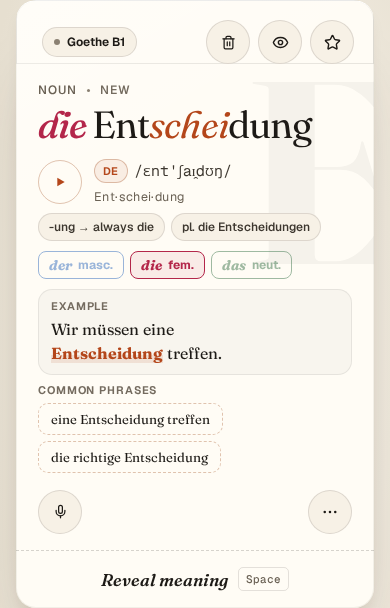 Goethe B1
NOUN • NEW
die Entscheidung
DE /ɛntˈʃaɪ̯dʊŋ/
Ent·schei·dung
-ung → always die
pl. die Entscheidungen
der masc.
die fem.
das neut.
EXAMPLE
Wir müssen eine
Entscheidung treffen.
COMMON PHRASES
eine Entscheidung treffen
die richtige Entscheidung
Reveal meaning Space